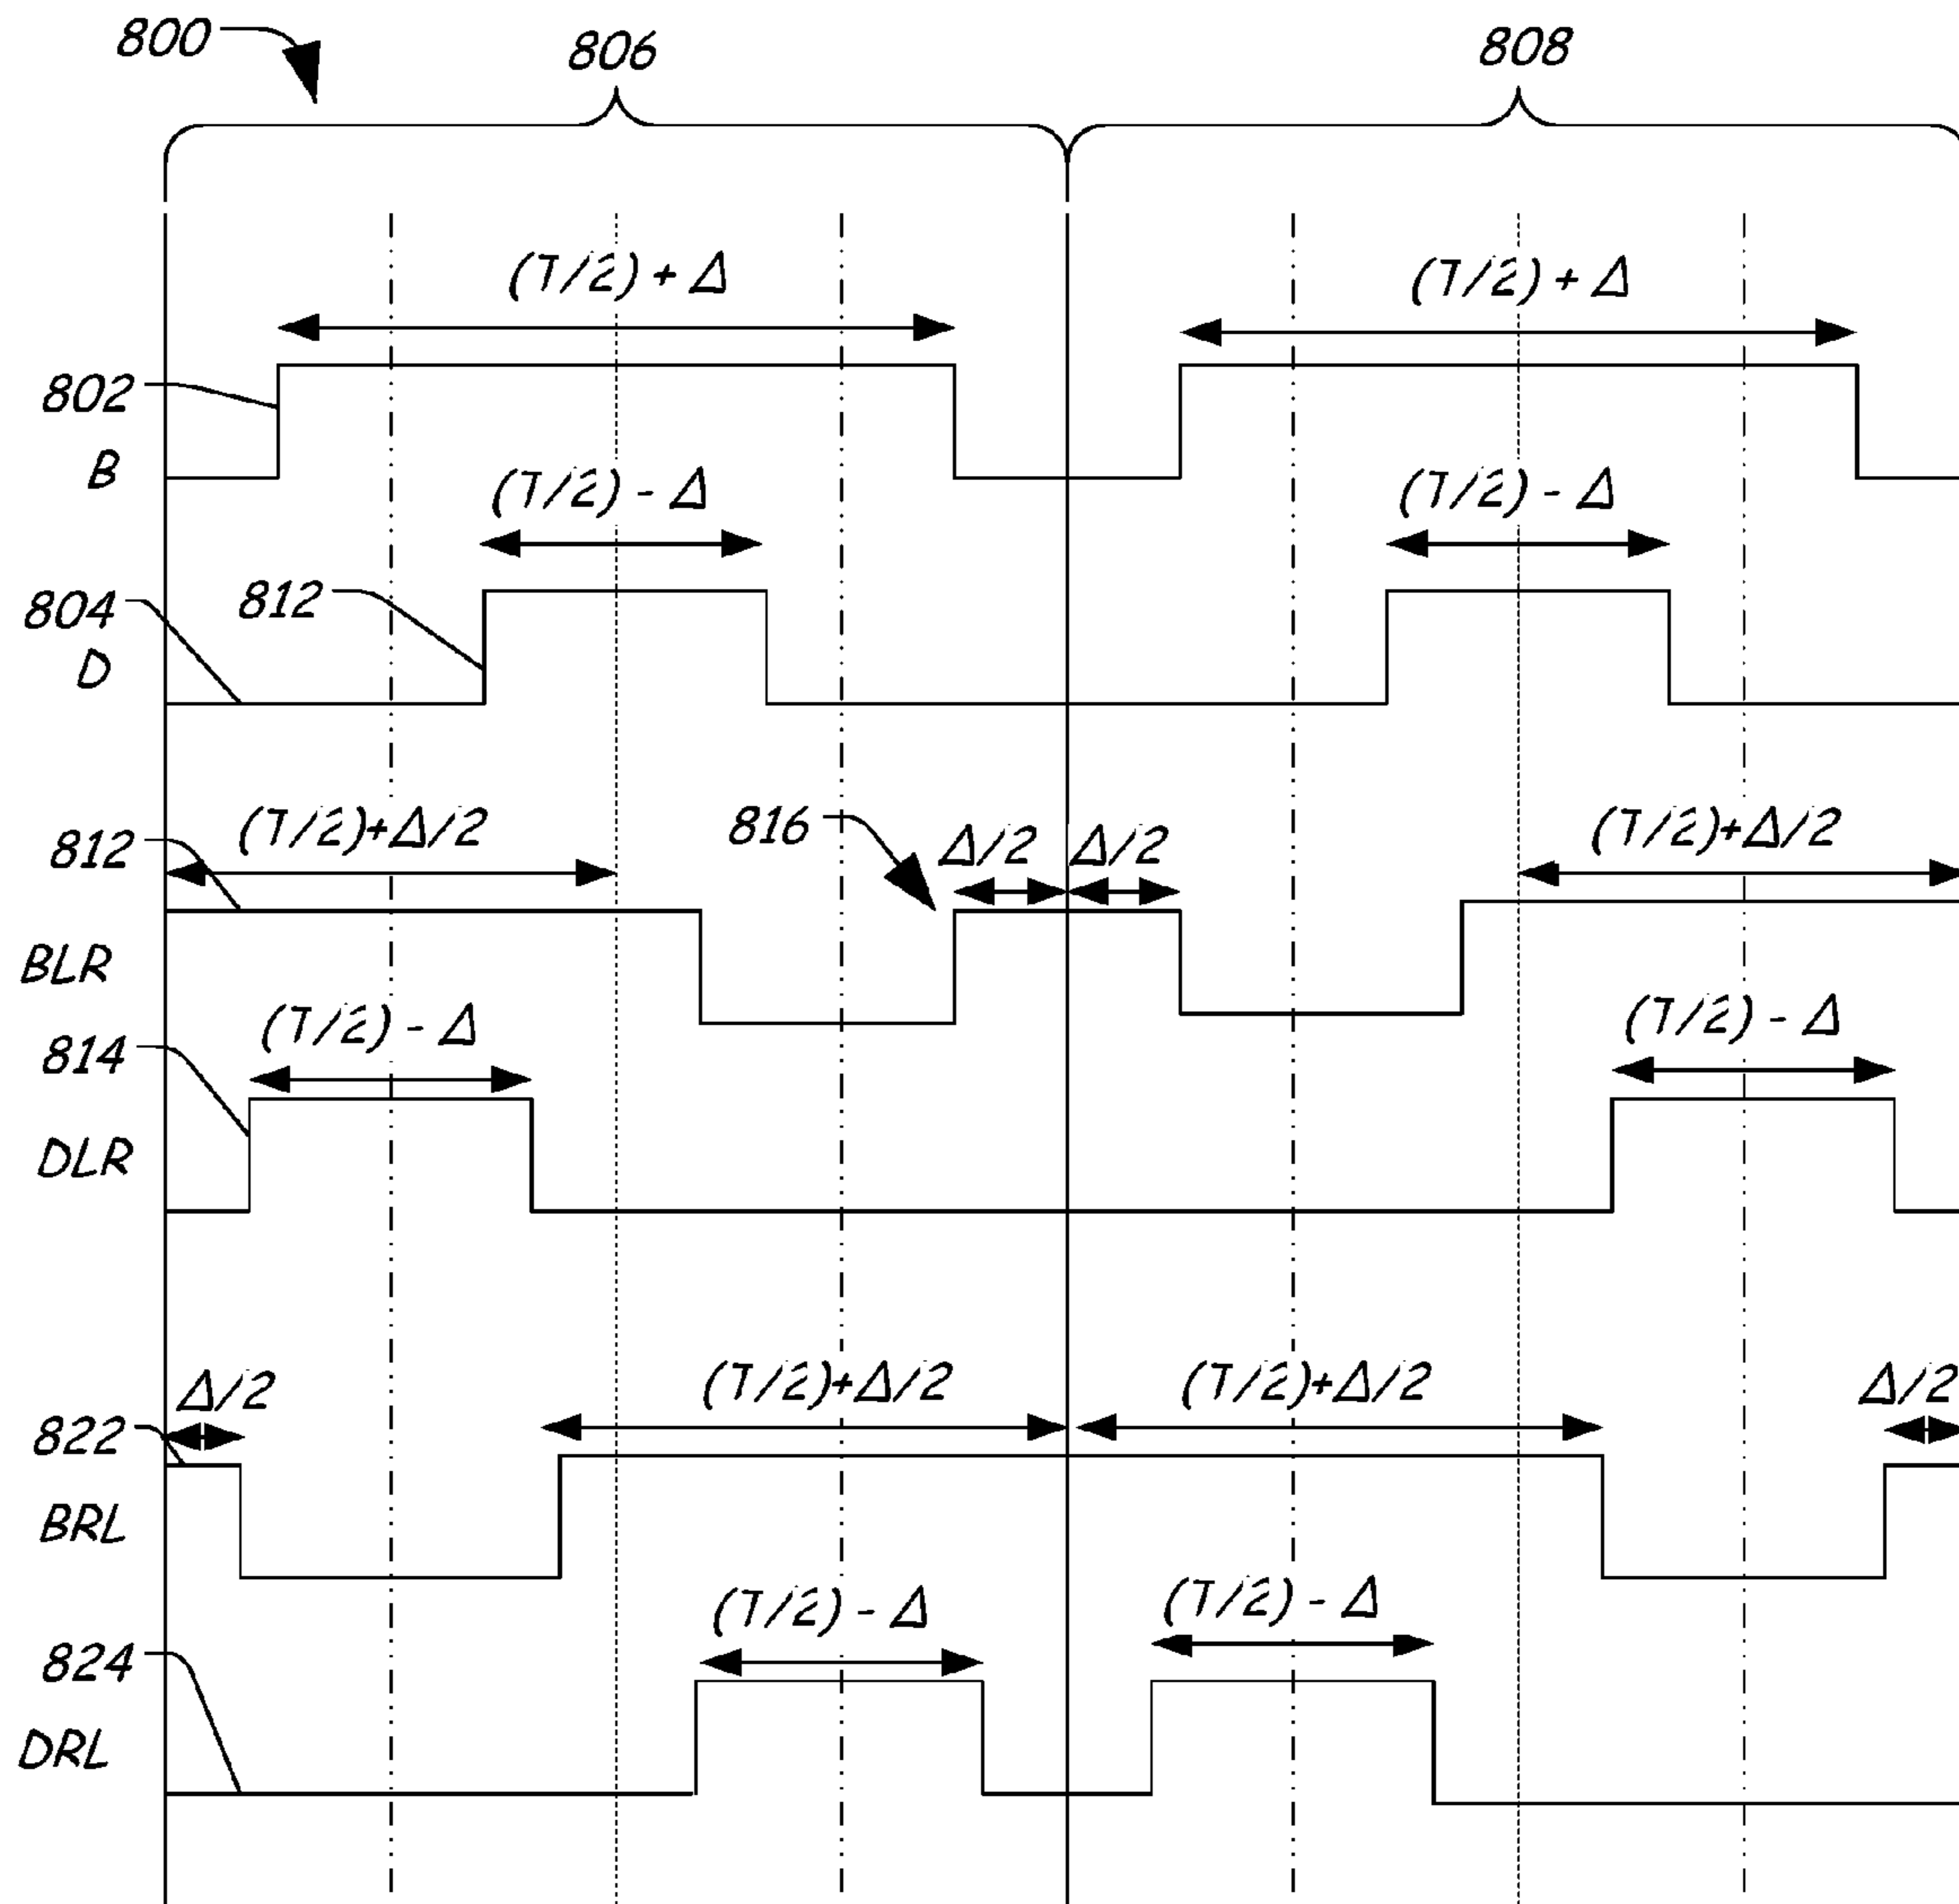 800
806
808
(T/2) + Δ
(T/2) + Δ
802
B
(T/2) - Δ
(T/2) - Δ
804
812
D
812
(T/2)+Δ/2
816
Δ/2
Δ/2
(T/2)+Δ/2
BLR
814
(T/2) - Δ
(T/2) - Δ
DLR
Δ/2
(T/2)+Δ/2
(T/2)+Δ/2
Δ/2
822
BRL
(T/2) - Δ
(T/2) - Δ
824
DRL